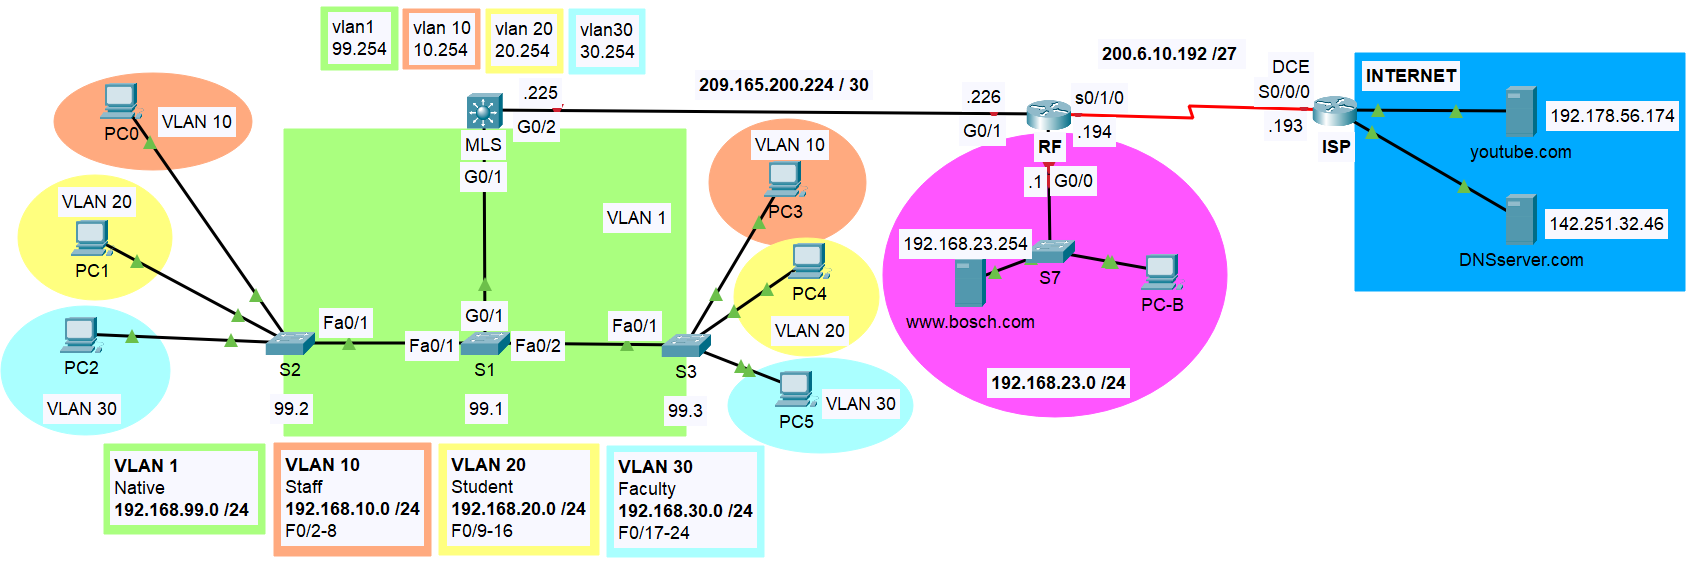 vlan1
99.254
vlan 10
10.254
vlan 20
20.254
vlan30
30.254
200.6.10.192 /27
DCE
S0/0/0
.193
ISP
INTERNET
192.178.56.174
youtube.com
142.251.32.46
DNSserver.com
209.165.200.224 / 30
.225
G0/2
MLS
G0/1
.226
G0/1
s0/1/0
.194
RF
.1
G0/0
PC0
VLAN 10
VLAN 20
PC1
PC2
VLAN 30
VLAN 1
VLAN 10
PC3
PC4
VLAN 20
PC5
VLAN 30
192.168.23.254
www.bosch.com
S7
PC-B
192.168.23.0 /24
Fa0/1
S2
99.2
G0/1
Fa0/1
Fa0/2
S1
99.1
Fa0/1
S3
99.3
VLAN 1
Native
192.168.99.0 /24
VLAN 10
Staff
192.168.10.0 /24
F0/2-8
VLAN 20
Student
192.168.20.0 /24
F0/9-16
VLAN 30
Faculty
192.168.30.0 /24
F0/17-24